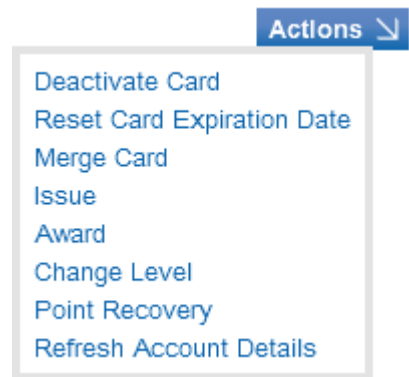 Actions
Deactivate Card
Reset Card Expiration Date
Merge Card
Issue
Award
Change Level
Point Recovery
Refresh Account Details